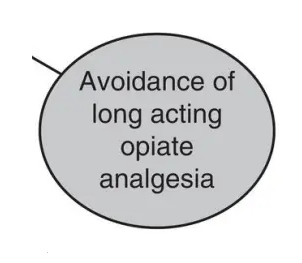 Avoidance of
long acting
opiate
analgesia